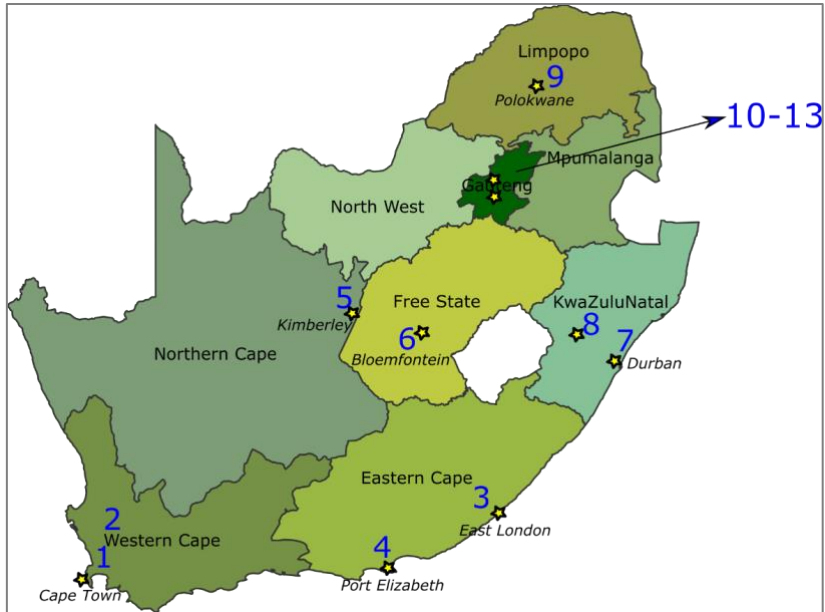 Limpopo
9
Polokwane
10-13
Mpumalanga
Gauteng
North West
5
Free State
KwaZuluNatal
Kimberley
6
8
7
Northern Cape
Bloemfontein
Durban
Eastern Cape
3
2
Western Cape
East London
1
4
Cape Town
Port Elizabeth